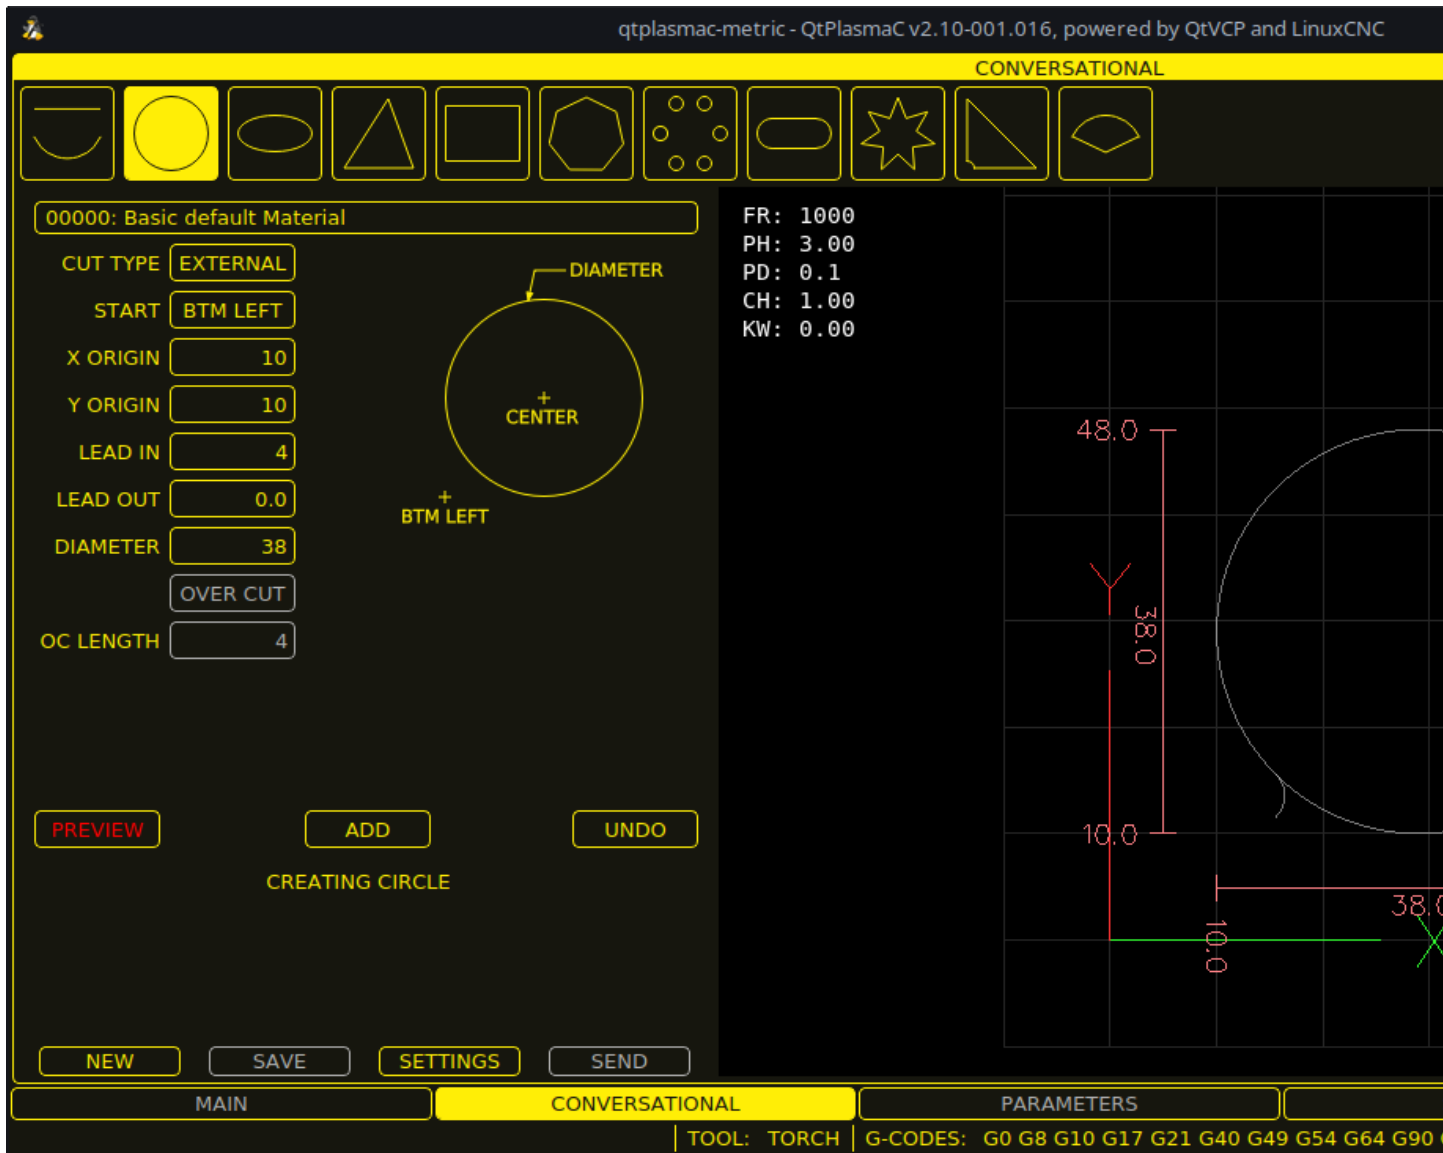 qtplasmac-metric - QtPlasmaC v2.10-001.016, powered by QtVCP and LinuxCNC
CONVERSATIONAL
00000: Basic default Material
CUT TYPE EXTERNAL
START BTM LEFT
X ORIGIN 10
Y ORIGIN 10
LEAD IN 4
LEAD OUT 0.0
DIAMETER 38
OVER CUT
OC LENGTH 4
DIAMETER
CENTER
BTM LEFT
PREVIEW ADD UNDO
CREATING CIRCLE
NEW SAVE SETTINGS SEND
FR: 1000
PH: 3.00
PD: 0.1
CH: 1.00
KW: 0.00
48.0
Y
38.0
10.0
38.0
10.0
X
MAIN CONVERSATIONAL PARAMETERS
TOOL: TORCH G-CODES: G0 G8 G10 G17 G21 G40 G49 G54 G64 G90